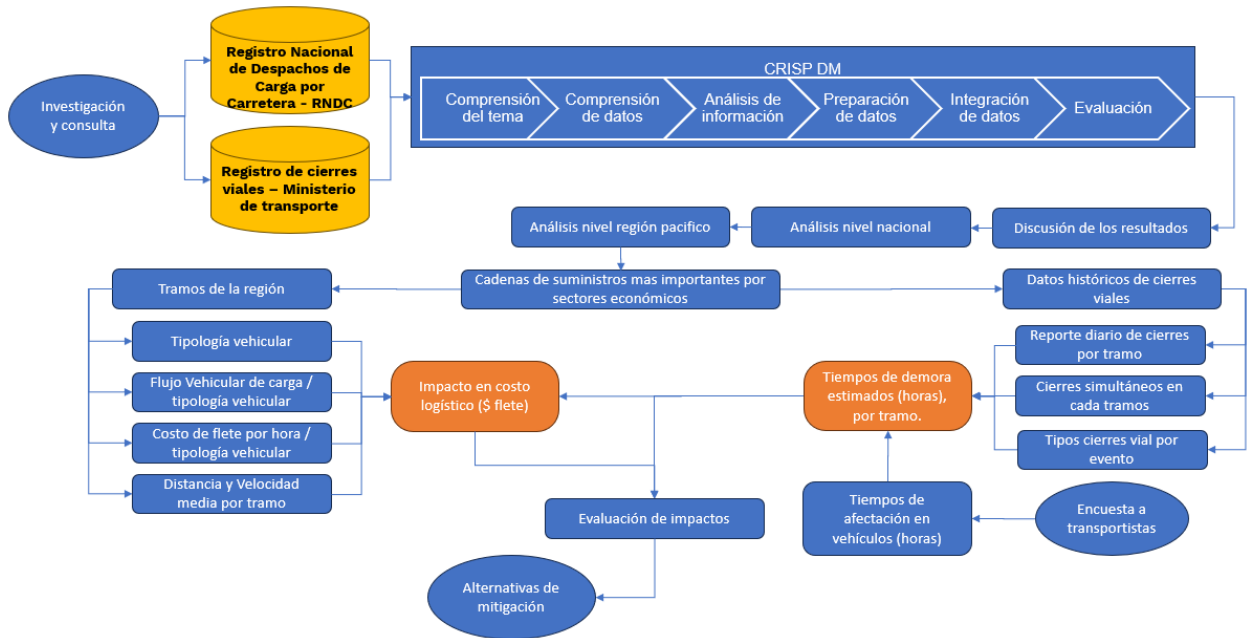 Investigación
y consulta
Registro Nacional
de Despachos de
Carga por
Carretera - RNDC
Registro de cierres
viales – Ministerio
de transporte
CRISP DM
Comprensión
del tema
Comprensión
de datos
Análisis de
información
Preparación
de datos
Integración
de datos
Evaluación
Discusión de los resultados
Análisis nivel nacional
Análisis nivel región pacifico
Cadenas de suministros mas importantes por
sectores económicos
Tramos de la región
Tipología vehicular
Flujo Vehicular de carga /
tipología vehicular
Costo de flete por hora /
tipología vehicular
Distancia y Velocidad
media por tramo
Impacto en costo
logístico ($ flete)
Datos históricos de cierres
viales
Reporte diario de cierres
por tramo
Cierres simultáneos en
cada tramos
Tipos cierres vial por
evento
Tiempos de demora
estimados (horas),
por tramo.
Tiempos de
afectación en
vehículos (horas)
Encuesta a
transportistas
Evaluación de impactos
Alternativas de
mitigación